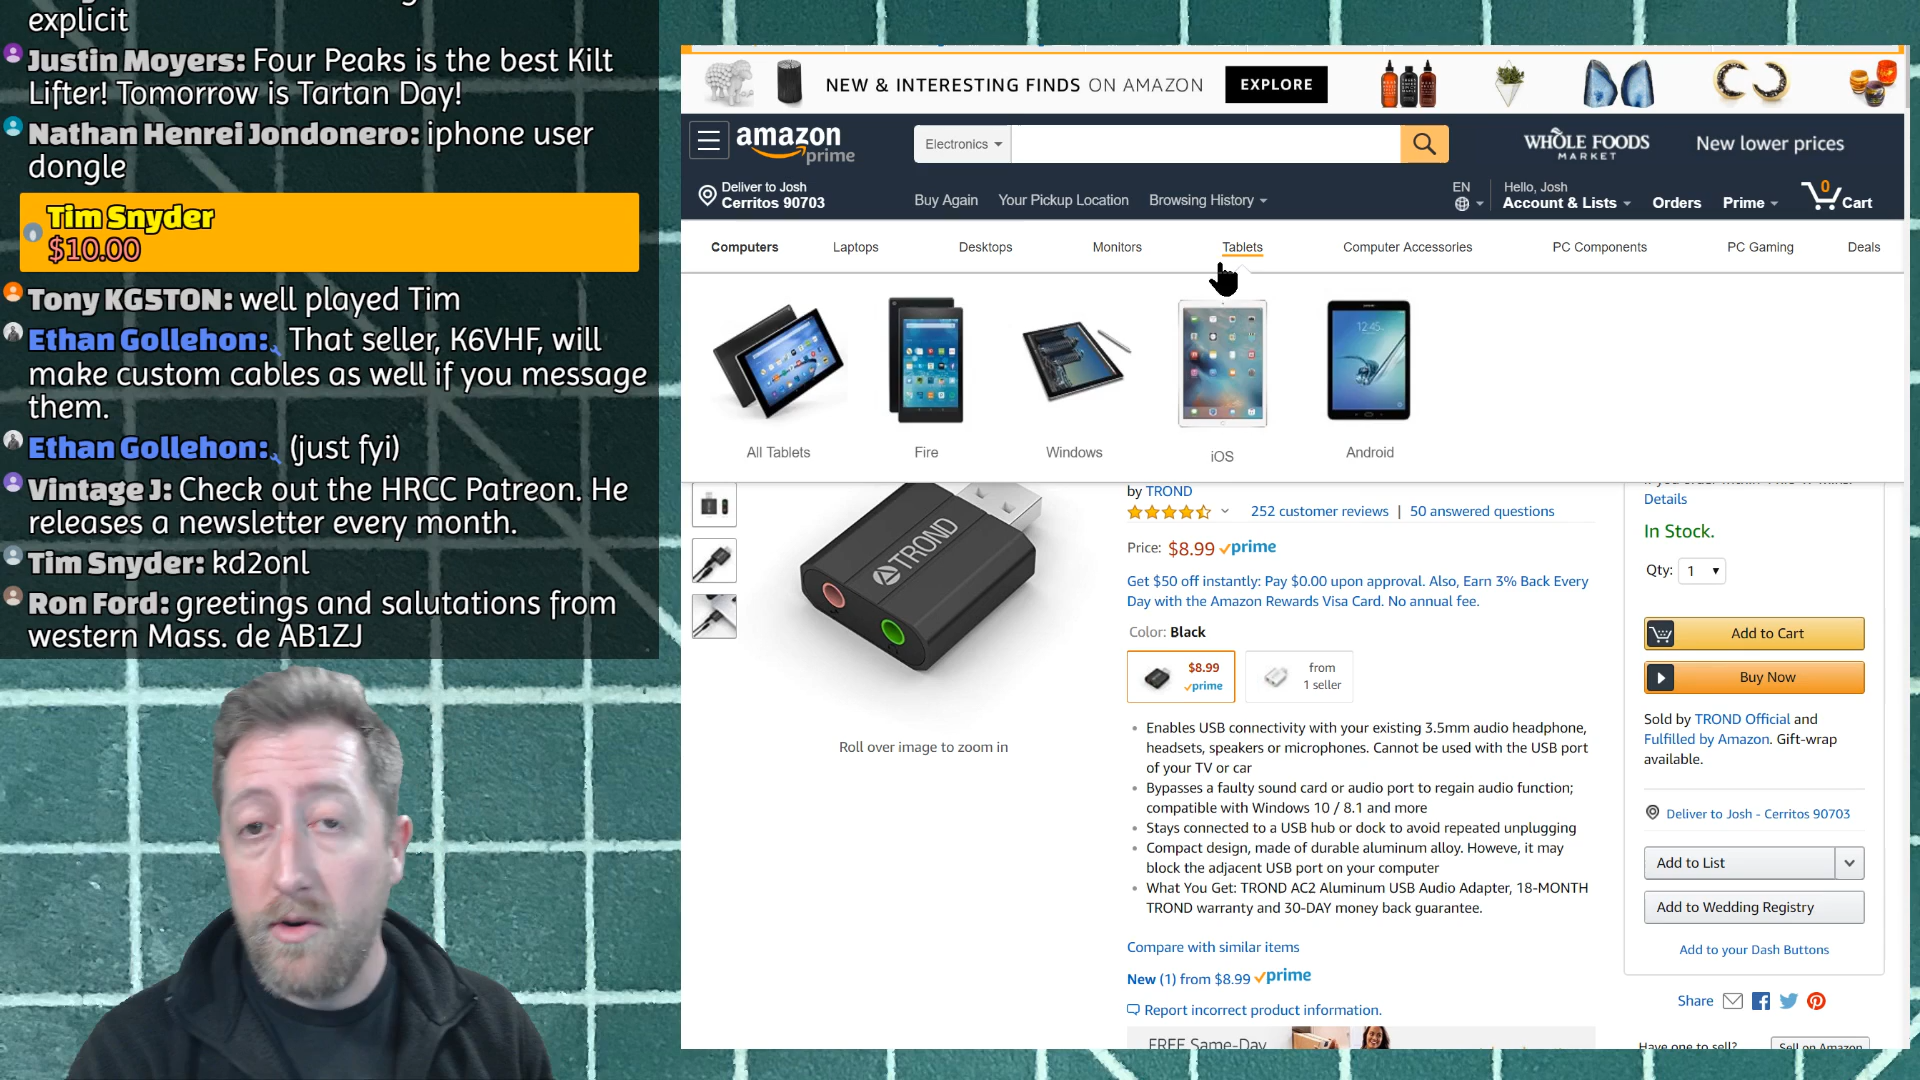 explicit
Justin Moyers: Four Peaks is the best Kilt
Lifter! Tomorrow is Tartan Day!
Nathan Henrei Jondonero: iphone user
dongle
Tim Snyder
$10.00
Tony KG5TON: well played Tim
Ethan Gollehon: That seller, K6VHF, will
make custom cables as well if you message
them.
Ethan Gollehon: (just fyi)
Vintage J: Check out the HRCC Patreon. He
releases a newsletter every month.
Tim Snyder: kd2onl
Ron Ford: greetings and salutations from
western Mass. de AB1ZJ
NEW & INTERESTING FINDS ON AMAZON EXPLORE
amazon prime
Electronics
WHOLE FOODS MARKET
New lower prices
Deliver to Josh
Cerritos 90703
Buy Again Your Pickup Location Browsing History
EN
Hello, Josh
Account & Lists
Orders
Prime
0
Cart
Computers Laptops Desktops Monitors Tablets Computer Accessories PC Components PC Gaming Deals
All Tablets Fire Windows iOS Android
12:45
TROND
Roll over image to zoom in
by TROND
252 customer reviews | 50 answered questions
Price: $8.99 prime
Get $50 off instantly: Pay $0.00 upon approval. Also, Earn 3% Back Every
Day with the Amazon Rewards Visa Card. No annual fee.
Color: Black
$8.99
prime
from
1 seller
Enables USB connectivity with your existing 3.5mm audio headphone,
headsets, speakers or microphones. Cannot be used with the USB port
of your TV or car
Bypasses a faulty sound card or audio port to regain audio function;
compatible with Windows 10 / 8.1 and more
Stays connected to a USB hub or dock to avoid repeated unplugging
Compact design, made of durable aluminum alloy. Howeve, it may
block the adjacent USB port on your computer
What You Get: TROND AC2 Aluminum USB Audio Adapter, 18-MONTH
TROND warranty and 30-DAY money back guarantee.
Compare with similar items
New (1) from $8.99 prime
Report incorrect product information.
FREE Same-Day
Details
In Stock.
Qty: 1
Add to Cart
Buy Now
Sold by TROND Official and
Fulfilled by Amazon. Gift-wrap
available.
Deliver to Josh - Cerritos 90703
Add to List
Add to Wedding Registry
Add to your Dash Buttons
Share
Have one to sell?
Sell on Amazon